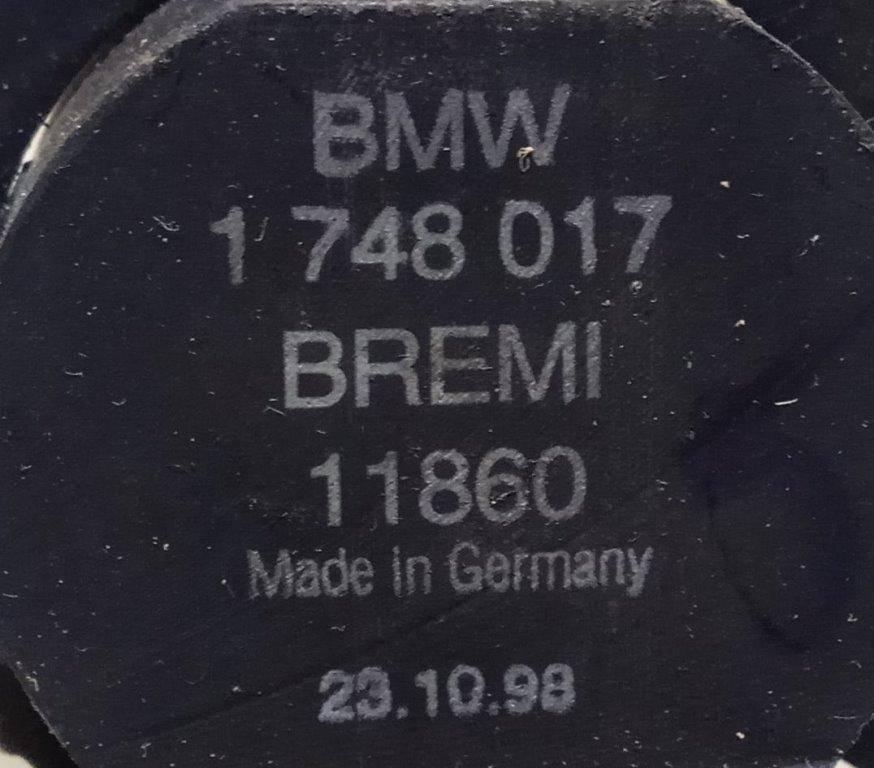 BMW
1 748 017
BREMI
11860
Made in Germany
23.10.98